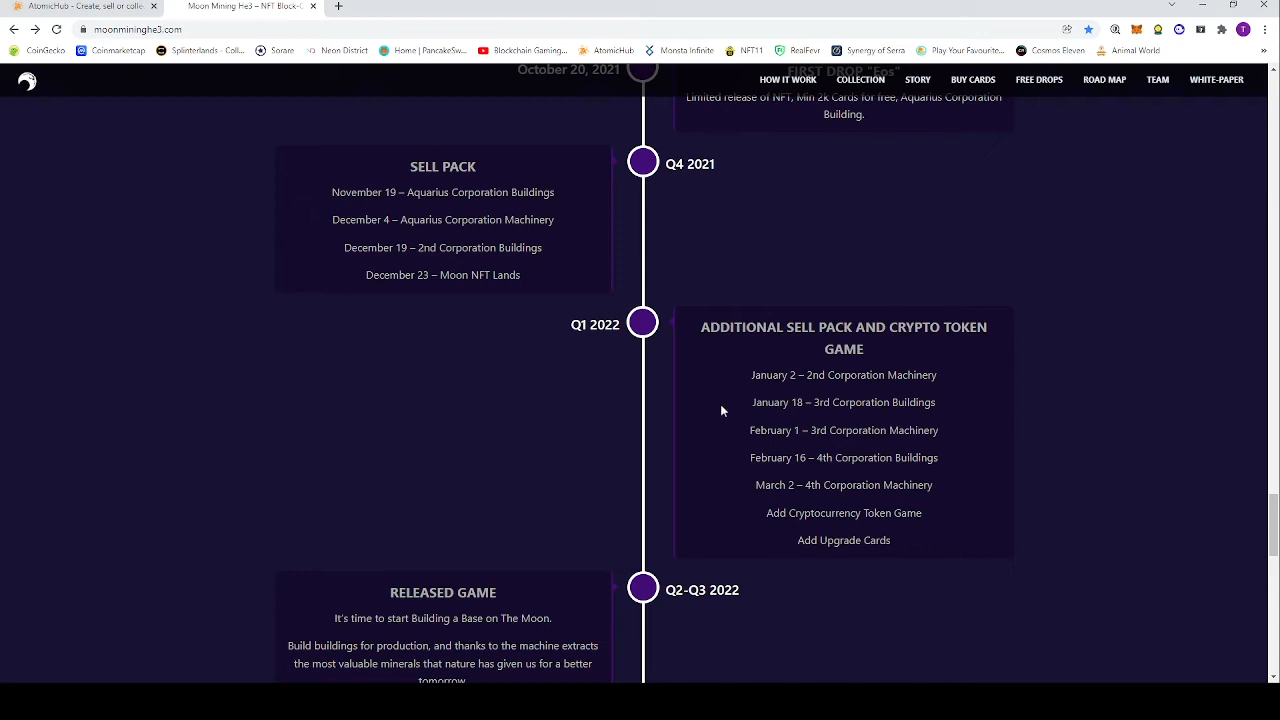 AtomicHub - Create, sell or colle
Moon Mining He3 – NFT Block-C
moonmininghe3.com
CoinGecko
Coinmarketcap
Splinterlands - Coll...
Sorare
Neon District
Home | PancakeSw...
Blockchain Gaming...
AtomicHub
Monsta Infinite
NFT11
RealFevr
Synergy of Serra
Play Your Favourite...
Cosmos Eleven
Animal World
»
T
HOW IT WORK
COLLECTION
STORY
BUY CARDS
FREE DROPS
ROAD MAP
TEAM
WHITE-PAPER
October 20, 2021
FIRST DROP "Eos"
Limited release of NFT, Min 2k Cards for free, Aquarius Corporation
Building.
Q4 2021
SELL PACK
November 19 – Aquarius Corporation Buildings
December 4 – Aquarius Corporation Machinery
December 19 – 2nd Corporation Buildings
December 23 – Moon NFT Lands
Q1 2022
ADDITIONAL SELL PACK AND CRYPTO TOKEN
GAME
January 2 – 2nd Corporation Machinery
January 18 – 3rd Corporation Buildings
February 1 – 3rd Corporation Machinery
February 16 – 4th Corporation Buildings
March 2 – 4th Corporation Machinery
Add Cryptocurrency Token Game
Add Upgrade Cards
Q2-Q3 2022
RELEASED GAME
It's time to start Building a Base on The Moon.
Build buildings for production, and thanks to the machine extracts
the most valuable minerals that nature has given us for a better
tomorrow